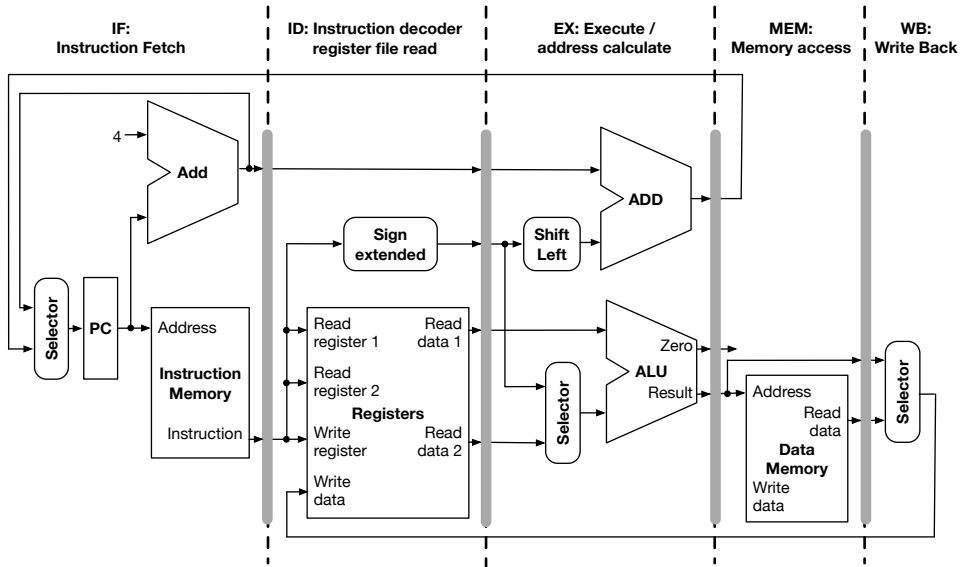 IF:
Instruction Fetch
ID: Instruction decoder
register file read
EX: Execute /
address calculate
MEM:
Memory access
WB:
Write Back
4
Add
ADD
Sign
extended
Shift
Left
Selector
PC
Address
Instruction
Memory
Instruction
Read
register 1
Read
data 1
Read
register 2
Registers
Write
register
Read
data 2
Write
data
Selector
Zero
ALU
Result
Address
Read
data
Data
Memory
Write
data
Selector